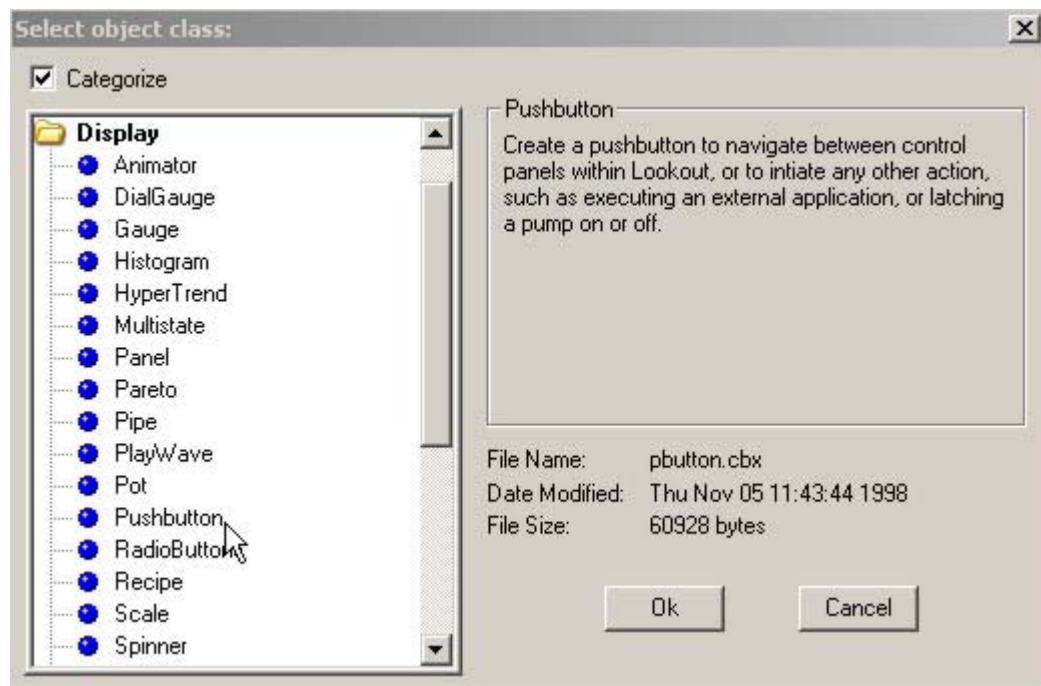 Select object class:
Categorize
Display
Animator
DialGauge
Gauge
Histogram
HyperTrend
Multistate
Panel
Pareto
Pipe
PlayWave
Pot
Pushbutton
RadioButton
Recipe
Scale
Spinner
Pushbutton
Create a pushbutton to navigate between control
panels within Lookout, or to intiate any other action,
such as executing an external application, or latching
a pump on or off.
File Name: pbutton.cbx
Date Modified: Thu Nov 05 11:43:44 1998
File Size: 60928 bytes
Ok
Cancel